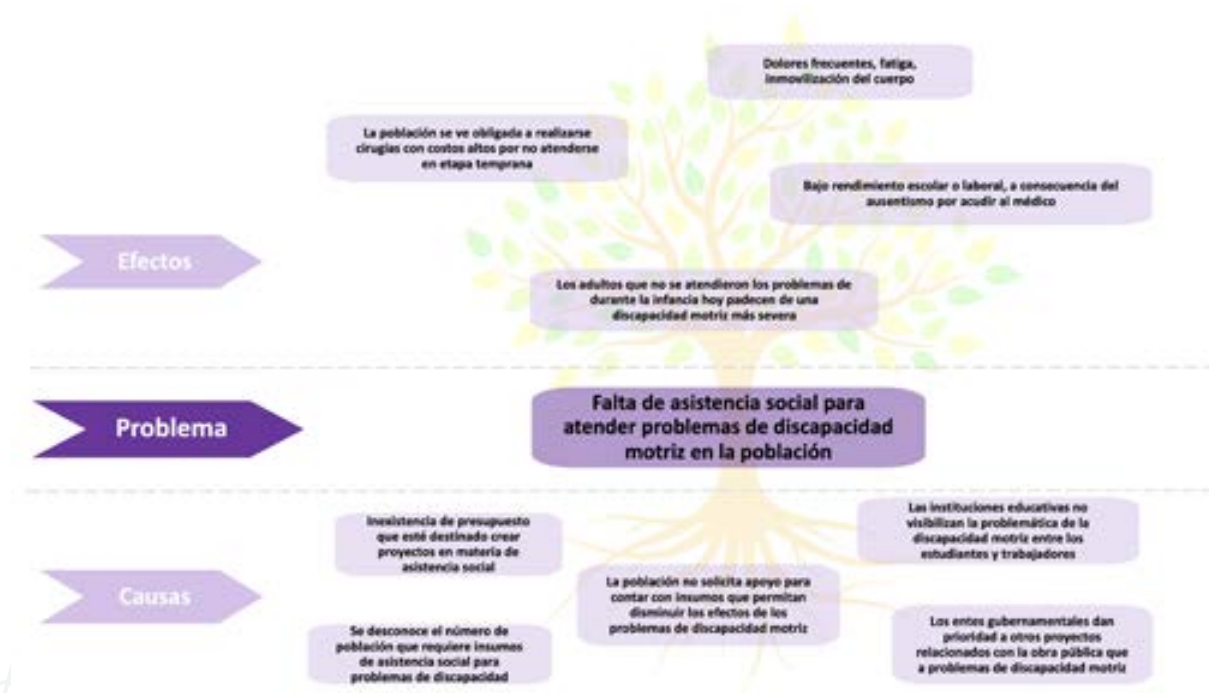 Dolores frecuentes, fatiga,
inmovilización del cuerpo
La población se ve obligada a realizarse
cirugías con costos altos por no atenderse
en etapa temprana
Bajo rendimiento escolar o laboral, a consecuencia del
ausentismo por acudir al médico
Efectos
Los adultos que no se atendieron los problemas de
durante la infancia hoy padecen de una
discapacidad motriz más severa
Problema
Falta de asistencia social para
atender problemas de discapacidad
motriz en la población
Inexistencia de presupuesto
que esté destinado crear
proyectos en materia de
asistencia social
Las instituciones educativas no
visibilizan la problemática de la
discapacidad motriz entre los
estudiantes y trabajadores
Causas
La población no solicita apoyo para
contar con insumos que permitan
disminuir los efectos de los
problemas de discapacidad motriz
Se desconoce el número de
población que requiere insumos
de asistencia social para
problemas de discapacidad
Los entes gubernamentales dan
prioridad a otros proyectos
relacionados con la obra pública que
a problemas de discapacidad motriz